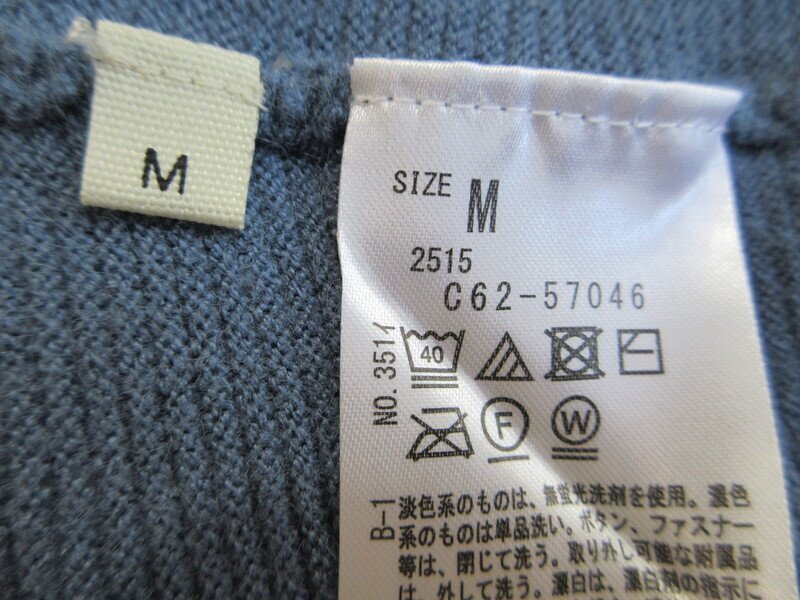 M
SIZE M
2515
C62-57046
NO.3511
40
F
W
B-1
淡色系のものは、無蛍光洗剤を使用。濃色
系のものは単品洗い。ボタン、ファスナー
等は、閉じて洗う。取り外し可能な附属品
は、外して洗う。漂白は、漂白剤の指示に